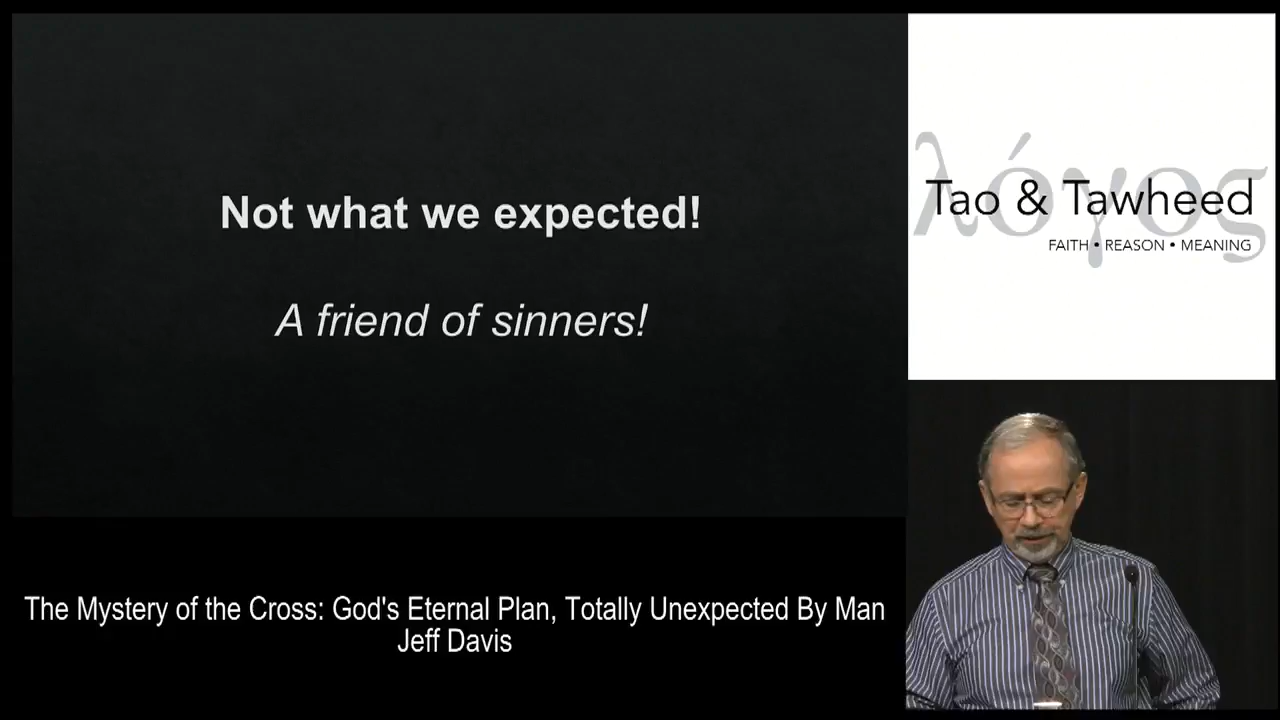 Not what we expected!
A friend of sinners!
λόγος
Tao & Tawheed
FAITH • REASON • MEANING
The Mystery of the Cross: God's Eternal Plan, Totally Unexpected By Man
Jeff Davis